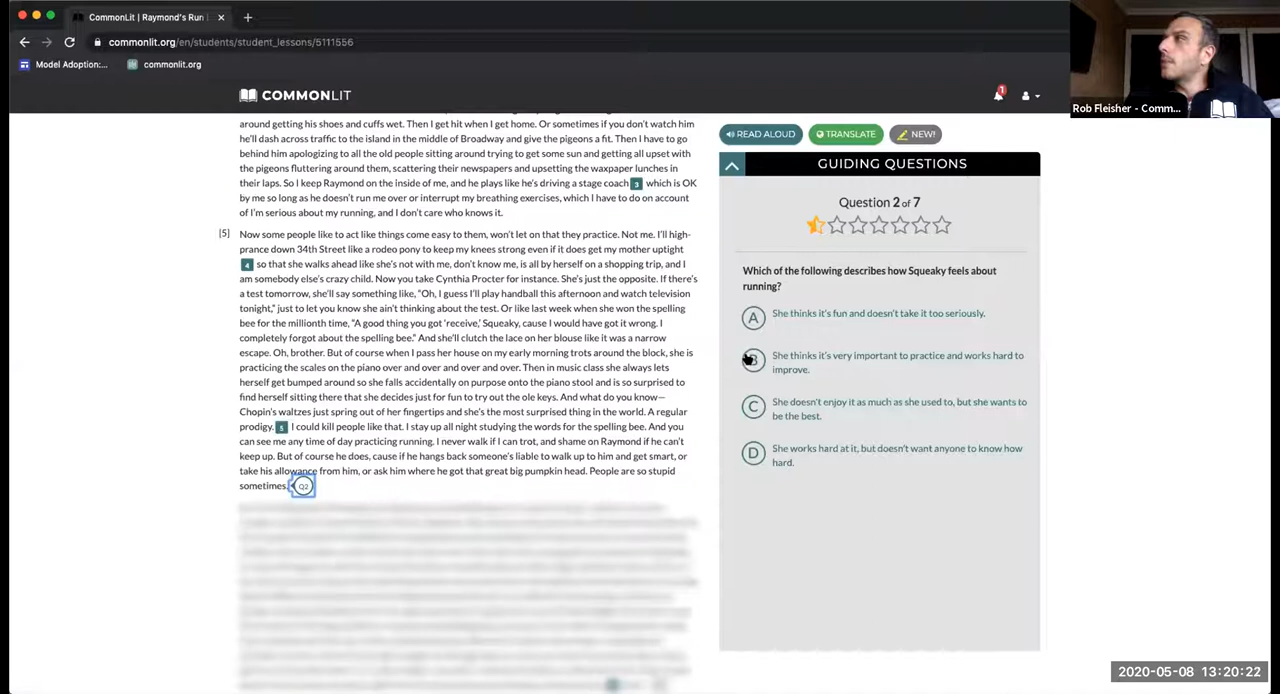 CommonLit | Raymond's Run |
commonlit.org/en/students/student_lessons/5111556
Model Adoption:...
commonlit.org
Rob Fleisher - Comm...
COMMONLIT
1
around getting his shoes and cuffs wet. Then I get hit when I get home. Or sometimes if you don't watch him
he'll dash across traffic to the island in the middle of Broadway and give the pigeons a fit. Then I have to go
behind him apologizing to all the old people sitting around trying to get some sun and getting all upset with
the pigeons fluttering around them, scattering their newspapers and upsetting the waxpaper lunches in
their laps. So I keep Raymond on the inside of me, and he plays like he's driving a stage coach 3 which is OK
by me so long as he doesn't run me over or interrupt my breathing exercises, which I have to do on account
of I'm serious about my running, and I don't care who knows it.
[5] Now some people like to act like things come easy to them, won't let on that they practice. Not me. I'll high-
prance down 34th Street like a rodeo pony to keep my knees strong even if it does get my mother uptight
4 so that she walks ahead like she's not with me, don't know me, is all by herself on a shopping trip, and I
am somebody else's crazy child. Now you take Cynthia Procter for instance. She's just the opposite. If there's
a test tomorrow, she'll say something like, "Oh, I guess I'll play handball this afternoon and watch television
tonight," just to let you know she ain't thinking about the test. Or like last week when she won the spelling
bee for the millionth time, "A good thing you got 'receive,' Squeaky, cause I would have got it wrong. I
completely forgot about the spelling bee." And she'll clutch the lace on her blouse like it was a narrow
escape. Oh, brother. But of course when I pass her house on my early morning trots around the block, she is
practicing the scales on the piano over and over and over and over. Then in music class she always lets
herself get bumped around so she falls accidentally on purpose onto the piano stool and is so surprised to
find herself sitting there that she decides just for fun to try out the ole keys. And what do you know—
Chopin's waltzes just spring out of her fingertips and she's the most surprised thing in the world. A regular
prodigy. 5 I could kill people like that. I stay up all night studying the words for the spelling bee. And you
can see me any time of day practicing running. I never walk if I can trot, and shame on Raymond if he can't
keep up. But of course he does, cause if he hangs back someone's liable to walk up to him and get smart, or
take his allowance from him, or ask him where he got that great big pumpkin head. People are so stupid
sometimes. Q2
READ ALOUD TRANSLATE NEW!
GUIDING QUESTIONS
Question 2 of 7
Which of the following describes how Squeaky feels about
running?
A She thinks it's fun and doesn't take it too seriously.
B She thinks it's very important to practice and works hard to
improve.
C She doesn't enjoy it as much as she used to, but she wants to
be the best.
D She works hard at it, but doesn't want anyone to know how
hard.
2020-05-08 13:20:22